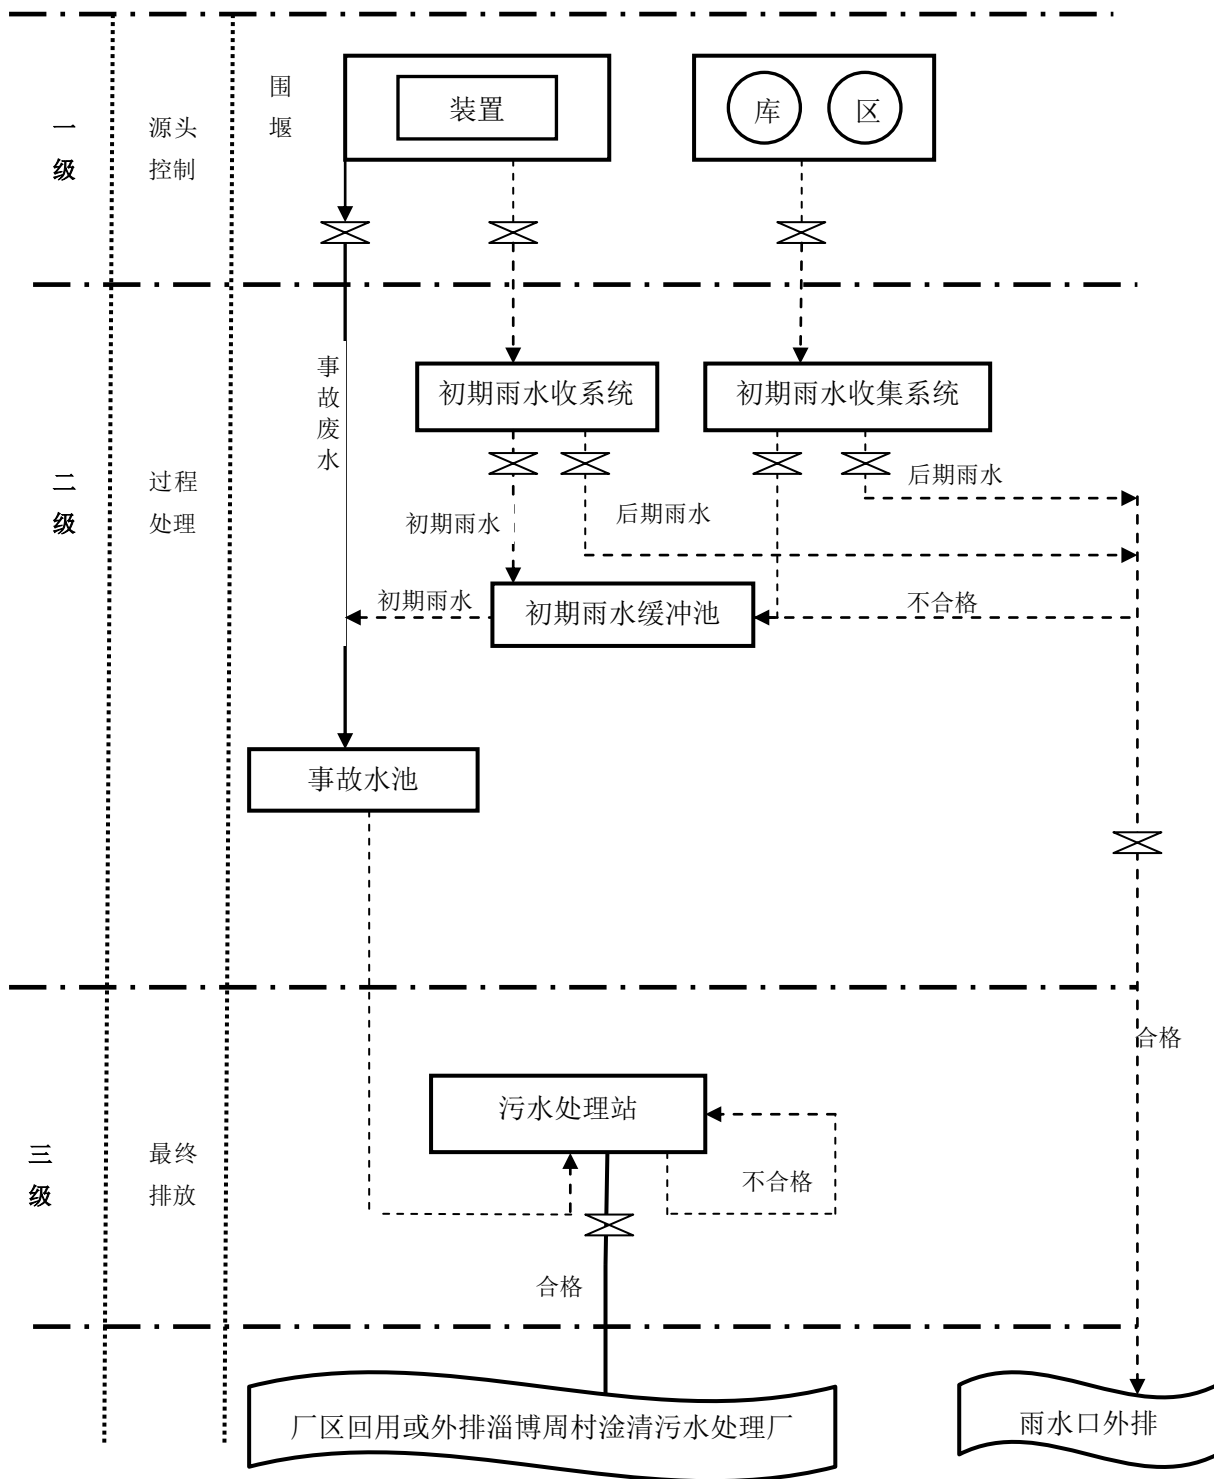 围
堰
装置
库
区
一
级
源头
控制
事
故
废
水
初期雨水收系统
初期雨水收集系统
二
级
过程
处理
后期雨水
后期雨水
初期雨水
初期雨水
初期雨水缓冲池
不合格
事故水池
合格
污水处理站
三
级
最终
排放
不合格
合格
厂区回用或外排淄博周村淦清污水处理厂
雨水口外排